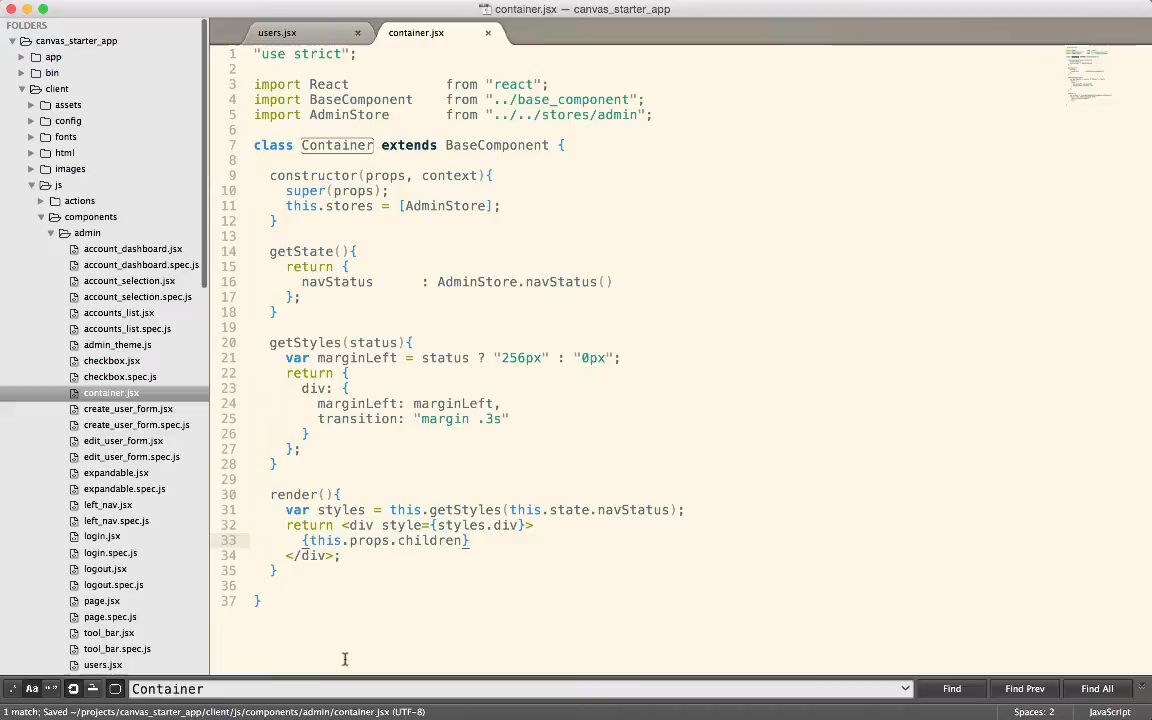 container.jsx — canvas_starter_app
FOLDERS
canvas_starter_app
app
bin
client
assets
config
fonts
html
images
js
actions
components
admin
account_dashboard.jsx
account_dashboard.spec.js
account_selection.jsx
account_selection.spec.js
accounts_list.jsx
accounts_list.spec.js
admin_theme.js
checkbox.jsx
checkbox.spec.js
container.jsx
create_user_form.jsx
create_user_form.spec.js
edit_user_form.jsx
edit_user_form.spec.js
expandable.jsx
expandable.spec.js
left_nav.jsx
left_nav.spec.js
login.jsx
login.spec.js
logout.jsx
logout.spec.js
page.jsx
page.spec.js
tool_bar.jsx
tool_bar.spec.js
users.jsx
users.jsx × container.jsx ×
1 "use strict";
2
3 import React from "react";
4 import BaseComponent from "../base_component";
5 import AdminStore from "../../stores/admin";
6
7 class Container extends BaseComponent {
8
9 constructor(props, context){
10 super(props);
11 this.stores = [AdminStore];
12 }
13
14 getState(){
15 return {
16 navStatus : AdminStore.navStatus()
17 };
18 }
19
20 getStyles(status){
21 var marginLeft = status ? "256px" : "0px";
22 return {
23 div: {
24 marginLeft: marginLeft,
25 transition: "margin .3s"
26 }
27 };
28 }
29
30 render(){
31 var styles = this.getStyles(this.state.navStatus);
32 return <div style={styles.div}>
33 {this.props.children}
34 </div>;
35 }
36
37 }
.* Aa “” Container Find Find Prev Find All
1 match; Saved ~/projects/canvas_starter_app/client/js/components/admin/container.jsx (UTF-8) Spaces: 2 JavaScript